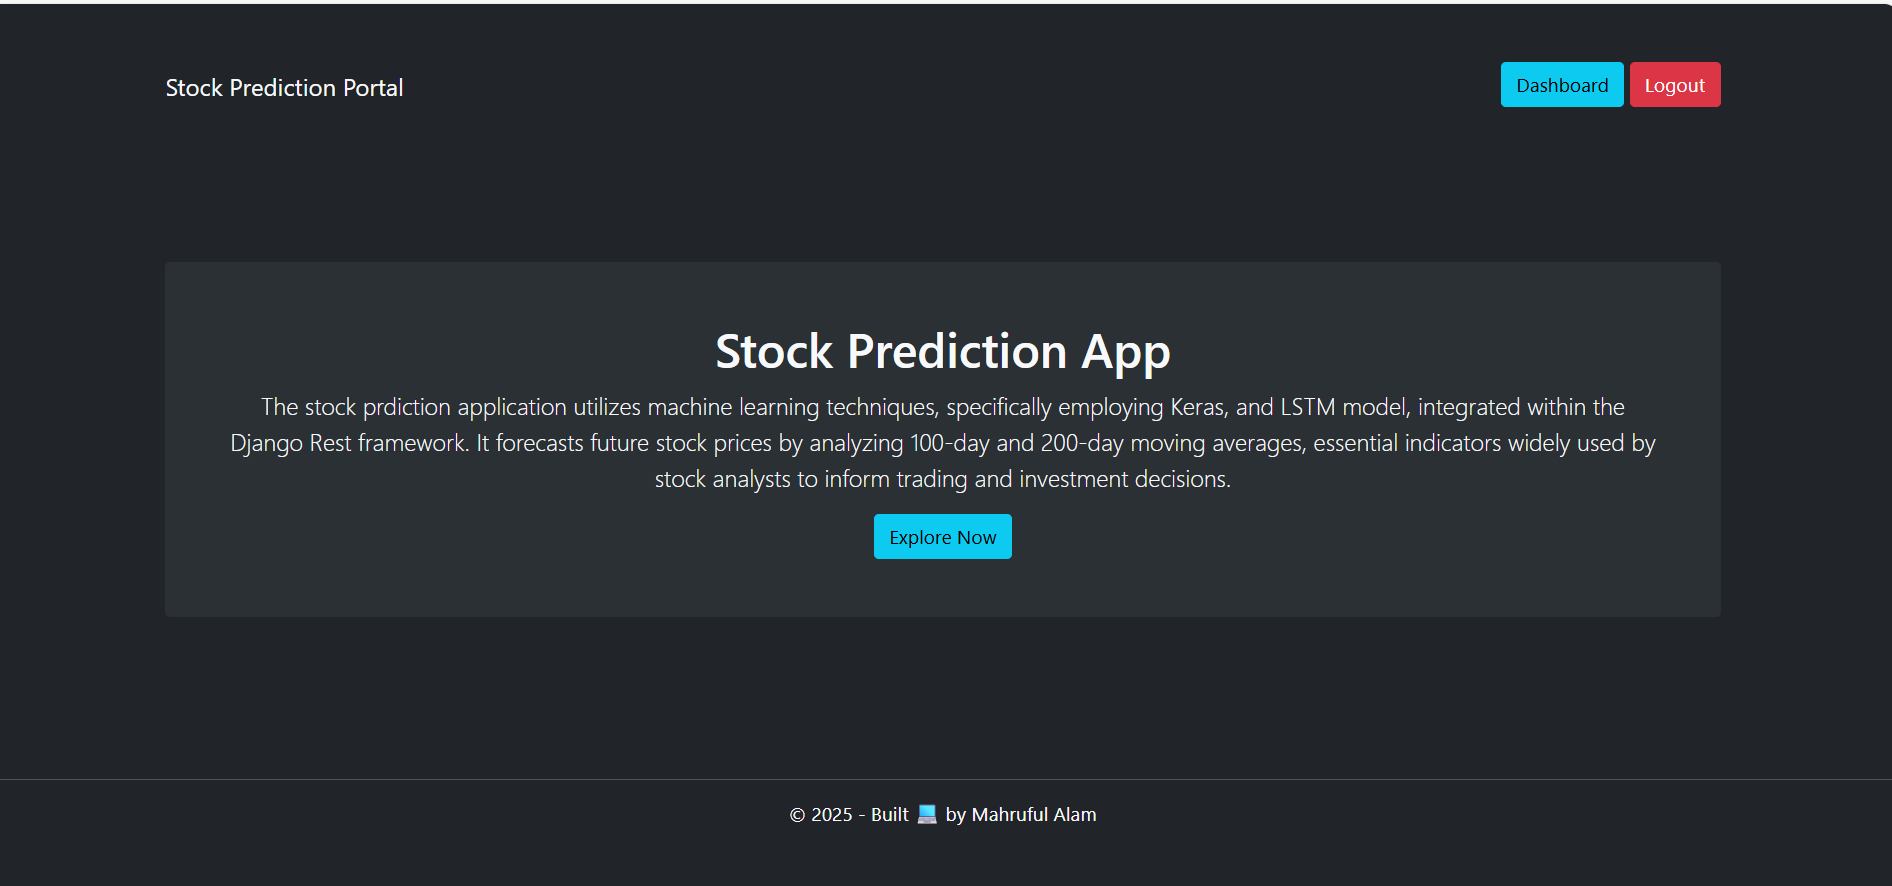 Stock Prediction Portal
Dashboard
Logout
Stock Prediction App
The stock prdiction application utilizes machine learning techniques, specifically employing Keras, and LSTM model, integrated within the
Django Rest framework. It forecasts future stock prices by analyzing 100-day and 200-day moving averages, essential indicators widely used by
stock analysts to inform trading and investment decisions.
Explore Now
© 2025 - Built 💻 by Mahruful Alam